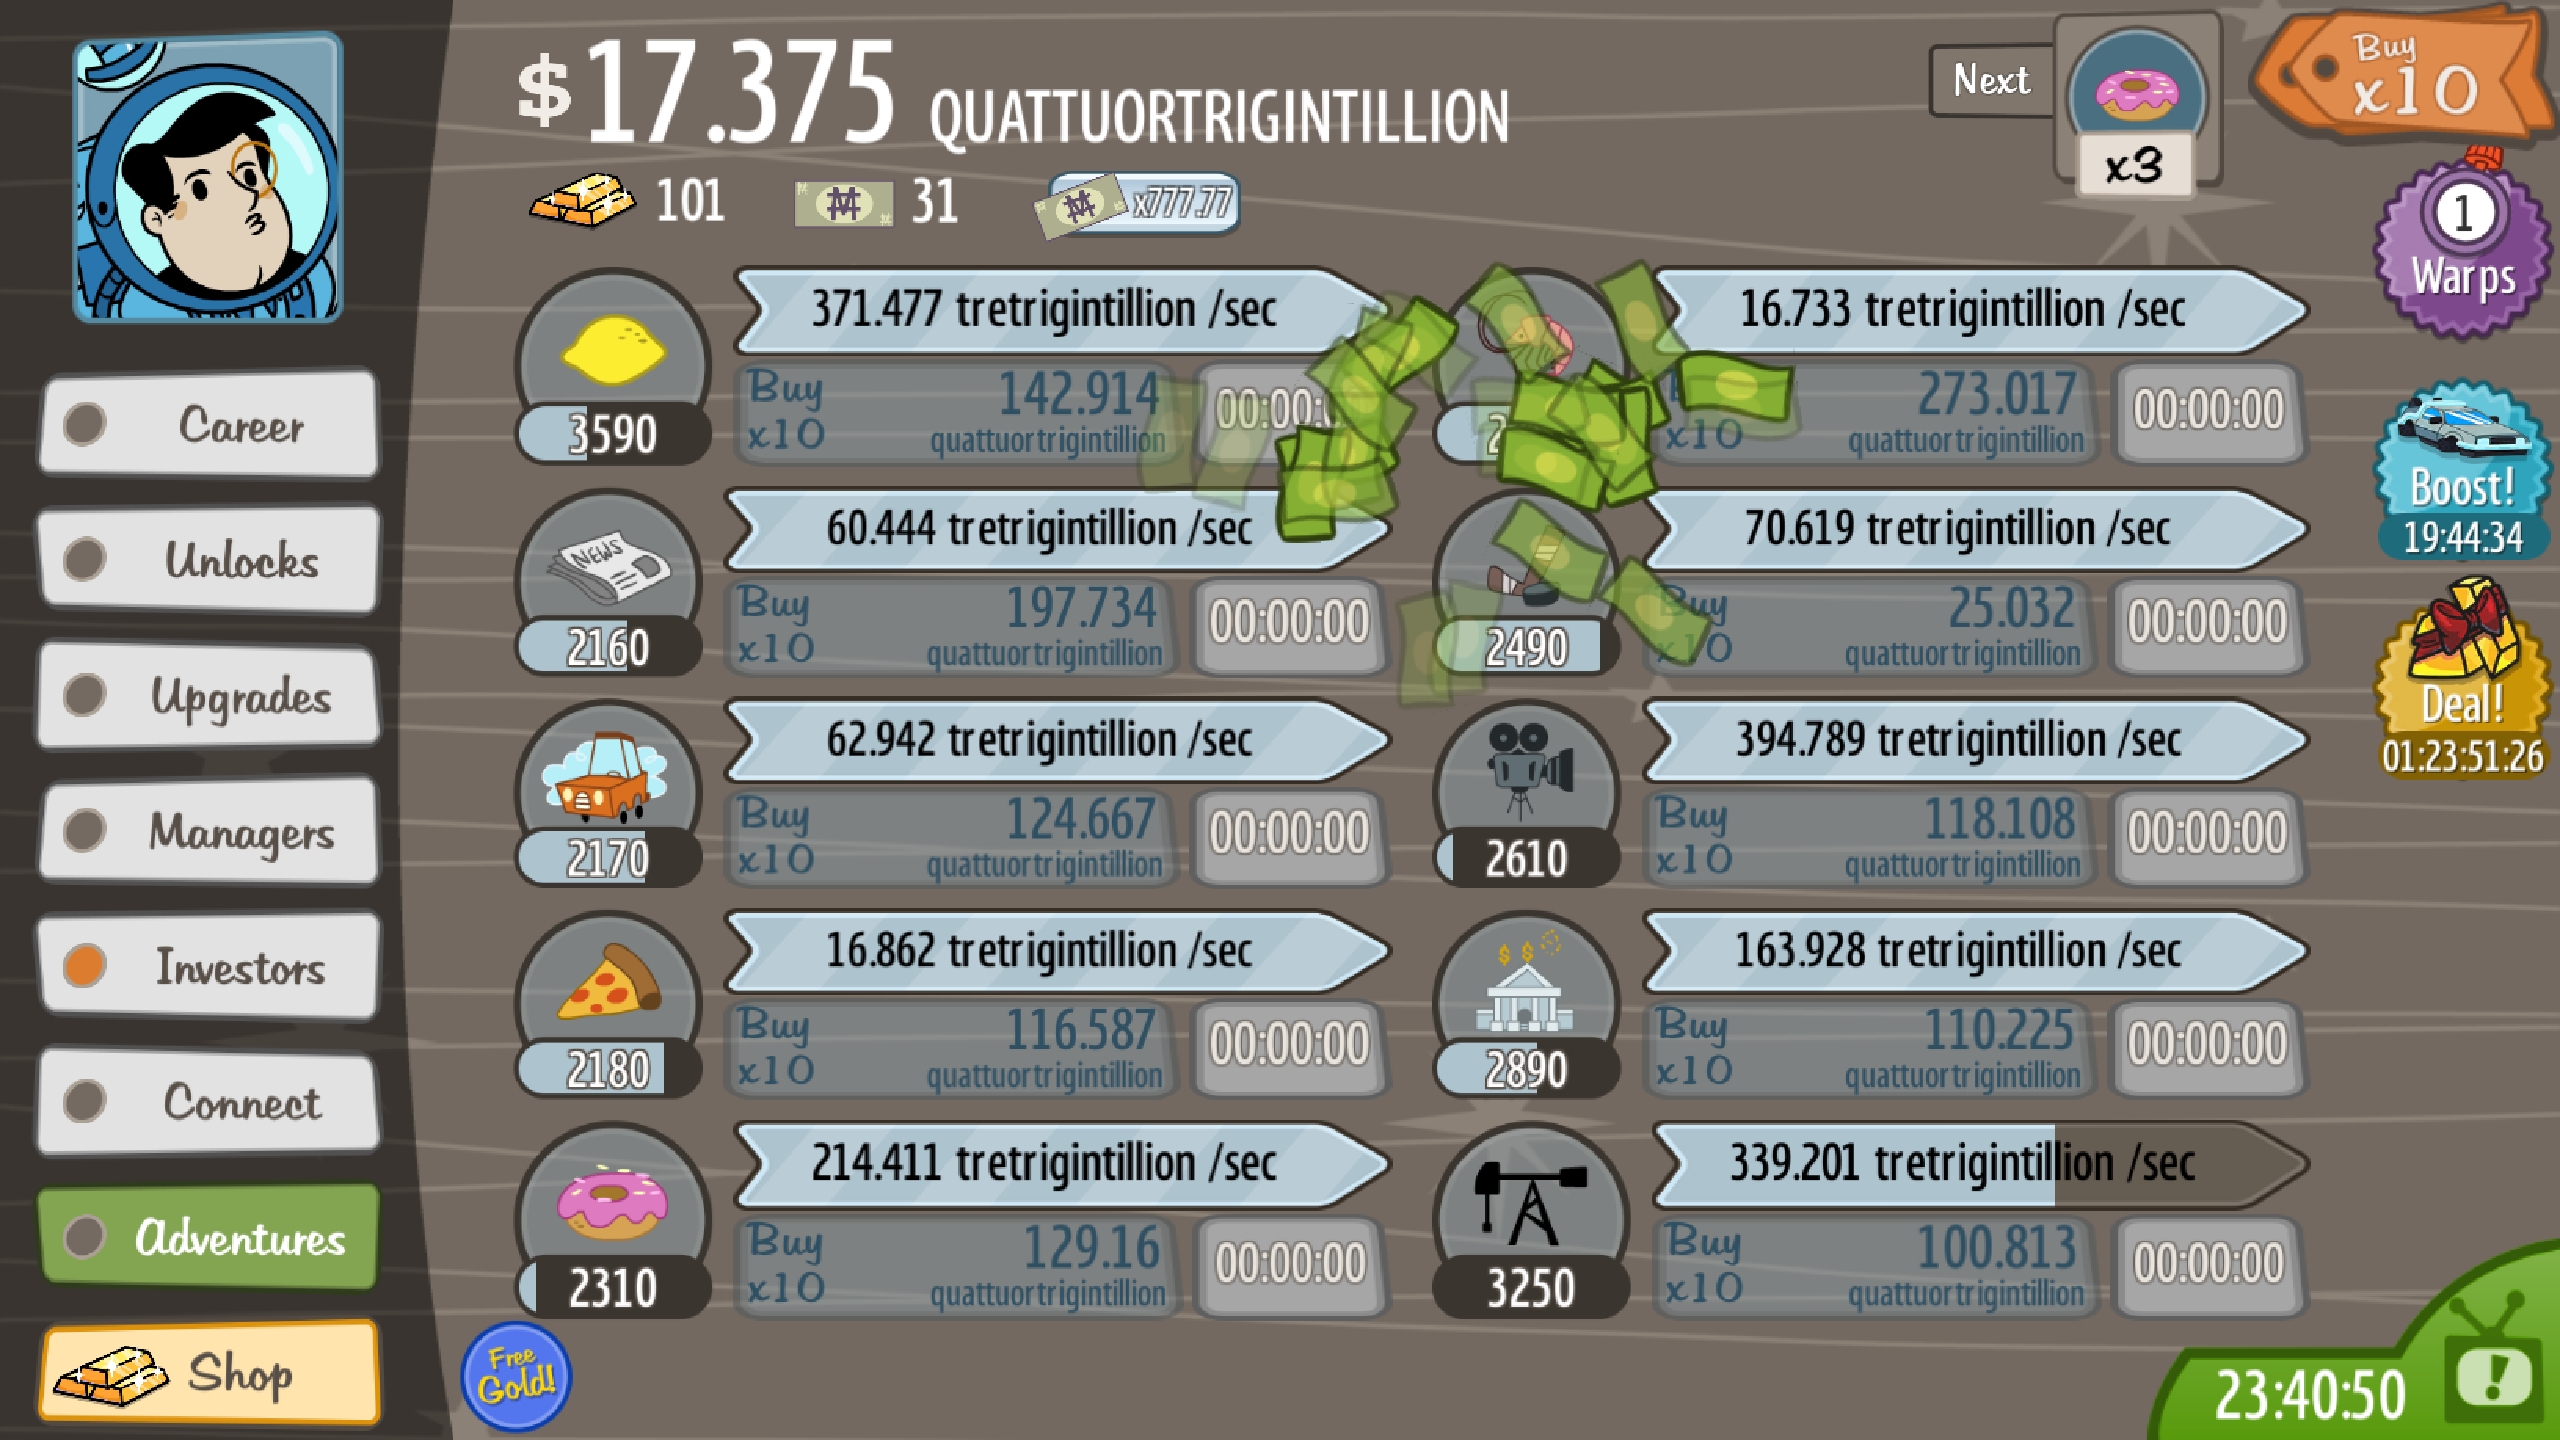 $17.375 QUATTUORTRIGINTILLION
101
31
x777.77
Next
x3
Buy
x10
1
Warps
Boost!
19:44:34
Deal!
01:23:51:26
Career
Unlocks
Upgrades
Managers
Investors
Connect
Adventures
Shop
371.477 tretrigintillion /sec
3590
Buy
x10
142.914
quattuortrigintillion
16.733 tretrigintillion /sec
x10
273.017
quattuortrigintillion
00:00:00
NEWS
60.444 tretrigintillion /sec
2160
Buy
x10
197.734
quattuortrigintillion
00:00:00
70.619 tretrigintillion /sec
2490
Buy
x10
25.032
quattuortrigintillion
00:00:00
62.942 tretrigintillion /sec
2170
Buy
x10
124.667
quattuortrigintillion
00:00:00
394.789 tretrigintillion /sec
2610
Buy
x10
118.108
quattuortrigintillion
00:00:00
16.862 tretrigintillion /sec
2180
Buy
x10
116.587
quattuortrigintillion
00:00:00
$ $
163.928 tretrigintillion /sec
2890
Buy
x10
110.225
quattuortrigintillion
00:00:00
214.411 tretrigintillion /sec
2310
Buy
x10
129.16
quattuortrigintillion
00:00:00
339.201 tretrigintillion /sec
3250
Buy
x10
100.813
quattuortrigintillion
00:00:00
Free
Gold!
23:40:50
!